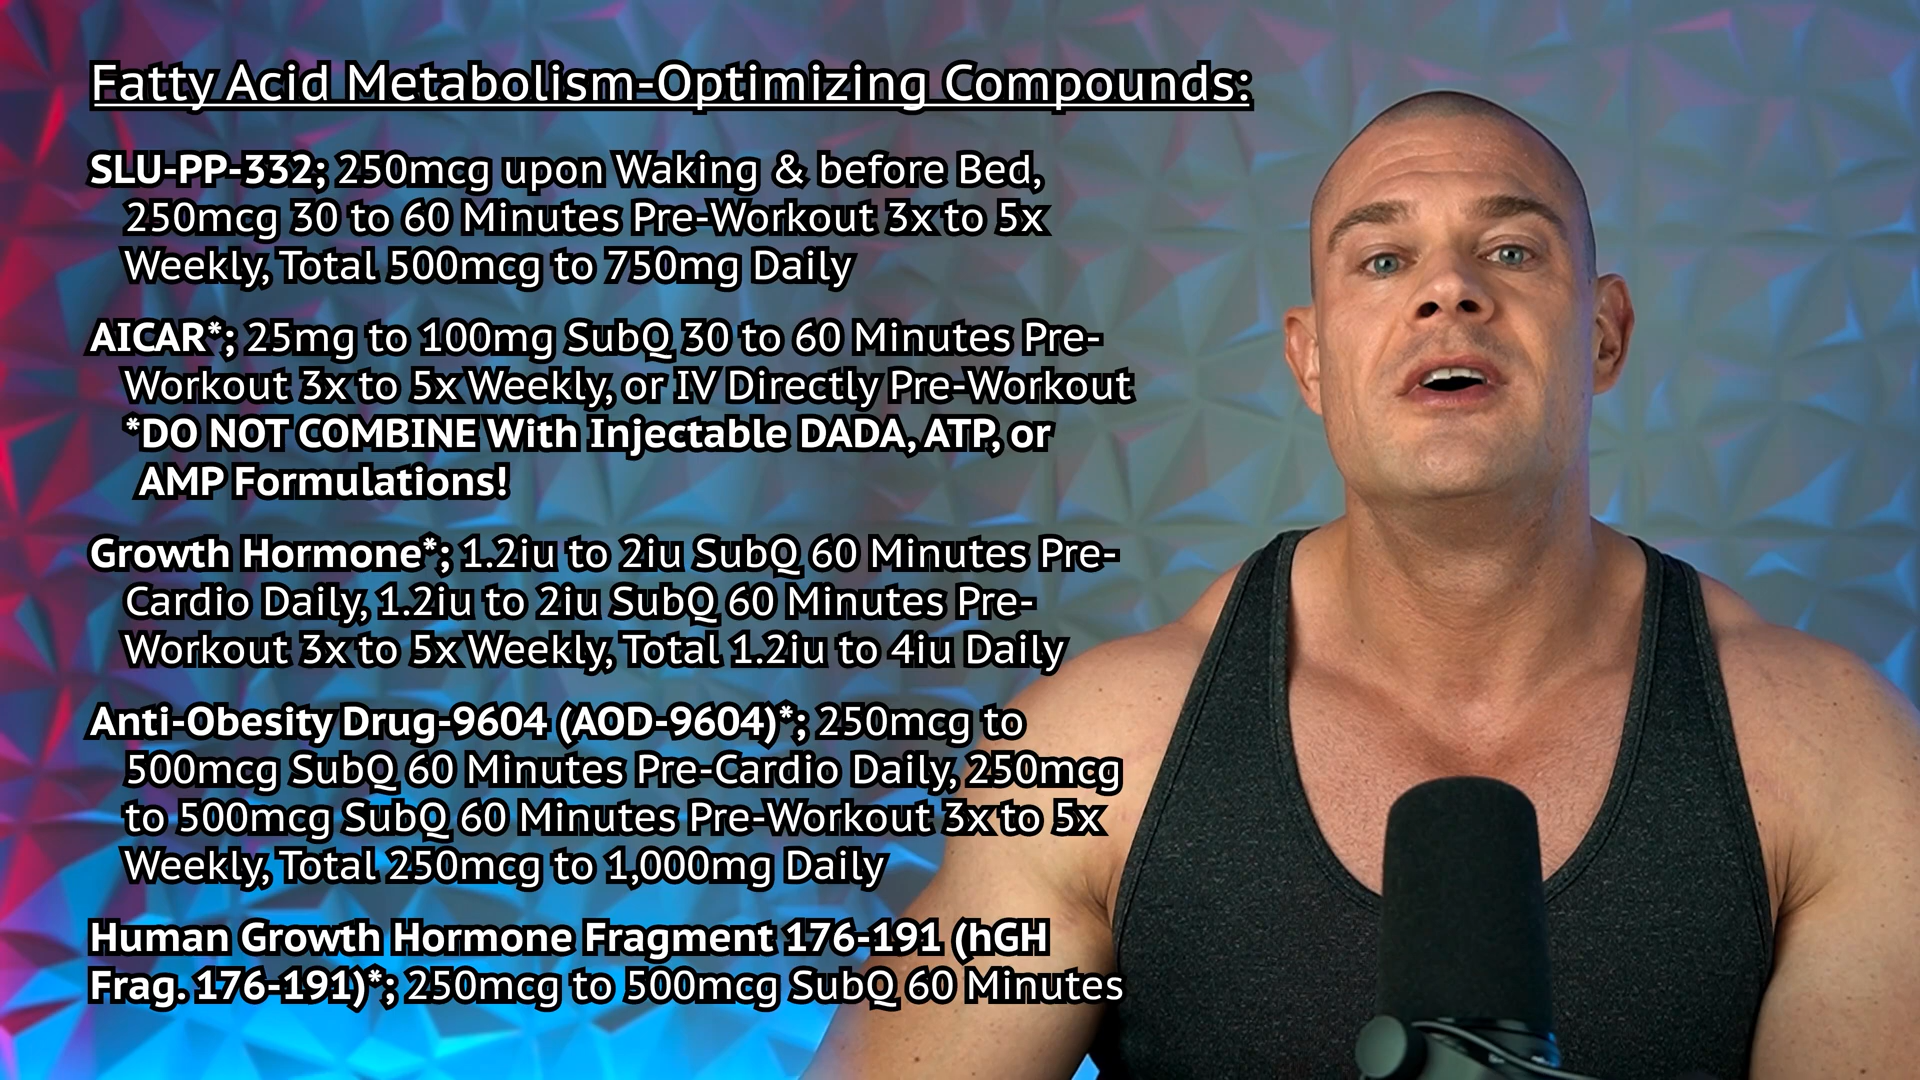 Fatty Acid Metabolism-Optimizing Compounds:
SLU-PP-332; 250mcg upon Waking & before Bed,
250mcg 30 to 60 Minutes Pre-Workout 3x to 5x
Weekly, Total 500mcg to 750mg Daily
AICAR*; 25mg to 100mg SubQ 30 to 60 Minutes Pre-
Workout 3x to 5x Weekly, or IV Directly Pre-Workout
*DO NOT COMBINE With Injectable DADA, ATP, or
AMP Formulations!
Growth Hormone*; 1.2iu to 2iu SubQ 60 Minutes Pre-
Cardio Daily, 1.2iu to 2iu SubQ 60 Minutes Pre-
Workout 3x to 5x Weekly, Total 1.2iu to 4iu Daily
Anti-Obesity Drug-9604 (AOD-9604)*; 250mcg to
500mcg SubQ 60 Minutes Pre-Cardio Daily, 250mcg
to 500mcg SubQ 60 Minutes Pre-Workout 3x to 5x
Weekly, Total 250mcg to 1,000mg Daily
Human Growth Hormone Fragment 176-191 (hGH
Frag. 176-191)*; 250mcg to 500mcg SubQ 60 Minutes